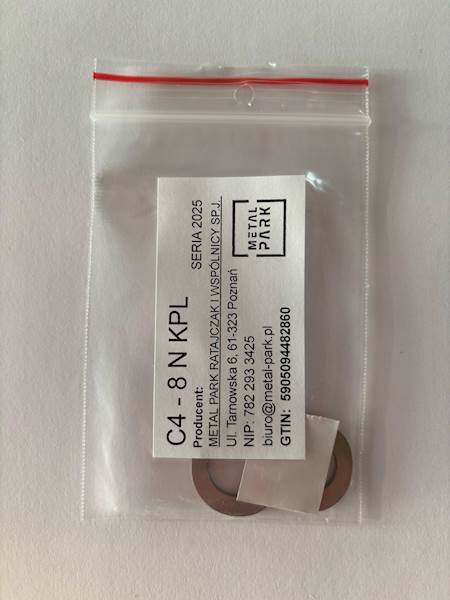 C4 - 8 N KPL SERIA 2025
Producent:
METAL PARK RATAJCZAK I WSPÓLNICY SP.J.
Ul. Tarnowska 6, 61-323 Poznań
NIP: 782 293 3425
biuro@metal-park.pl
GTIN: 5905094482860
METAL
PARK